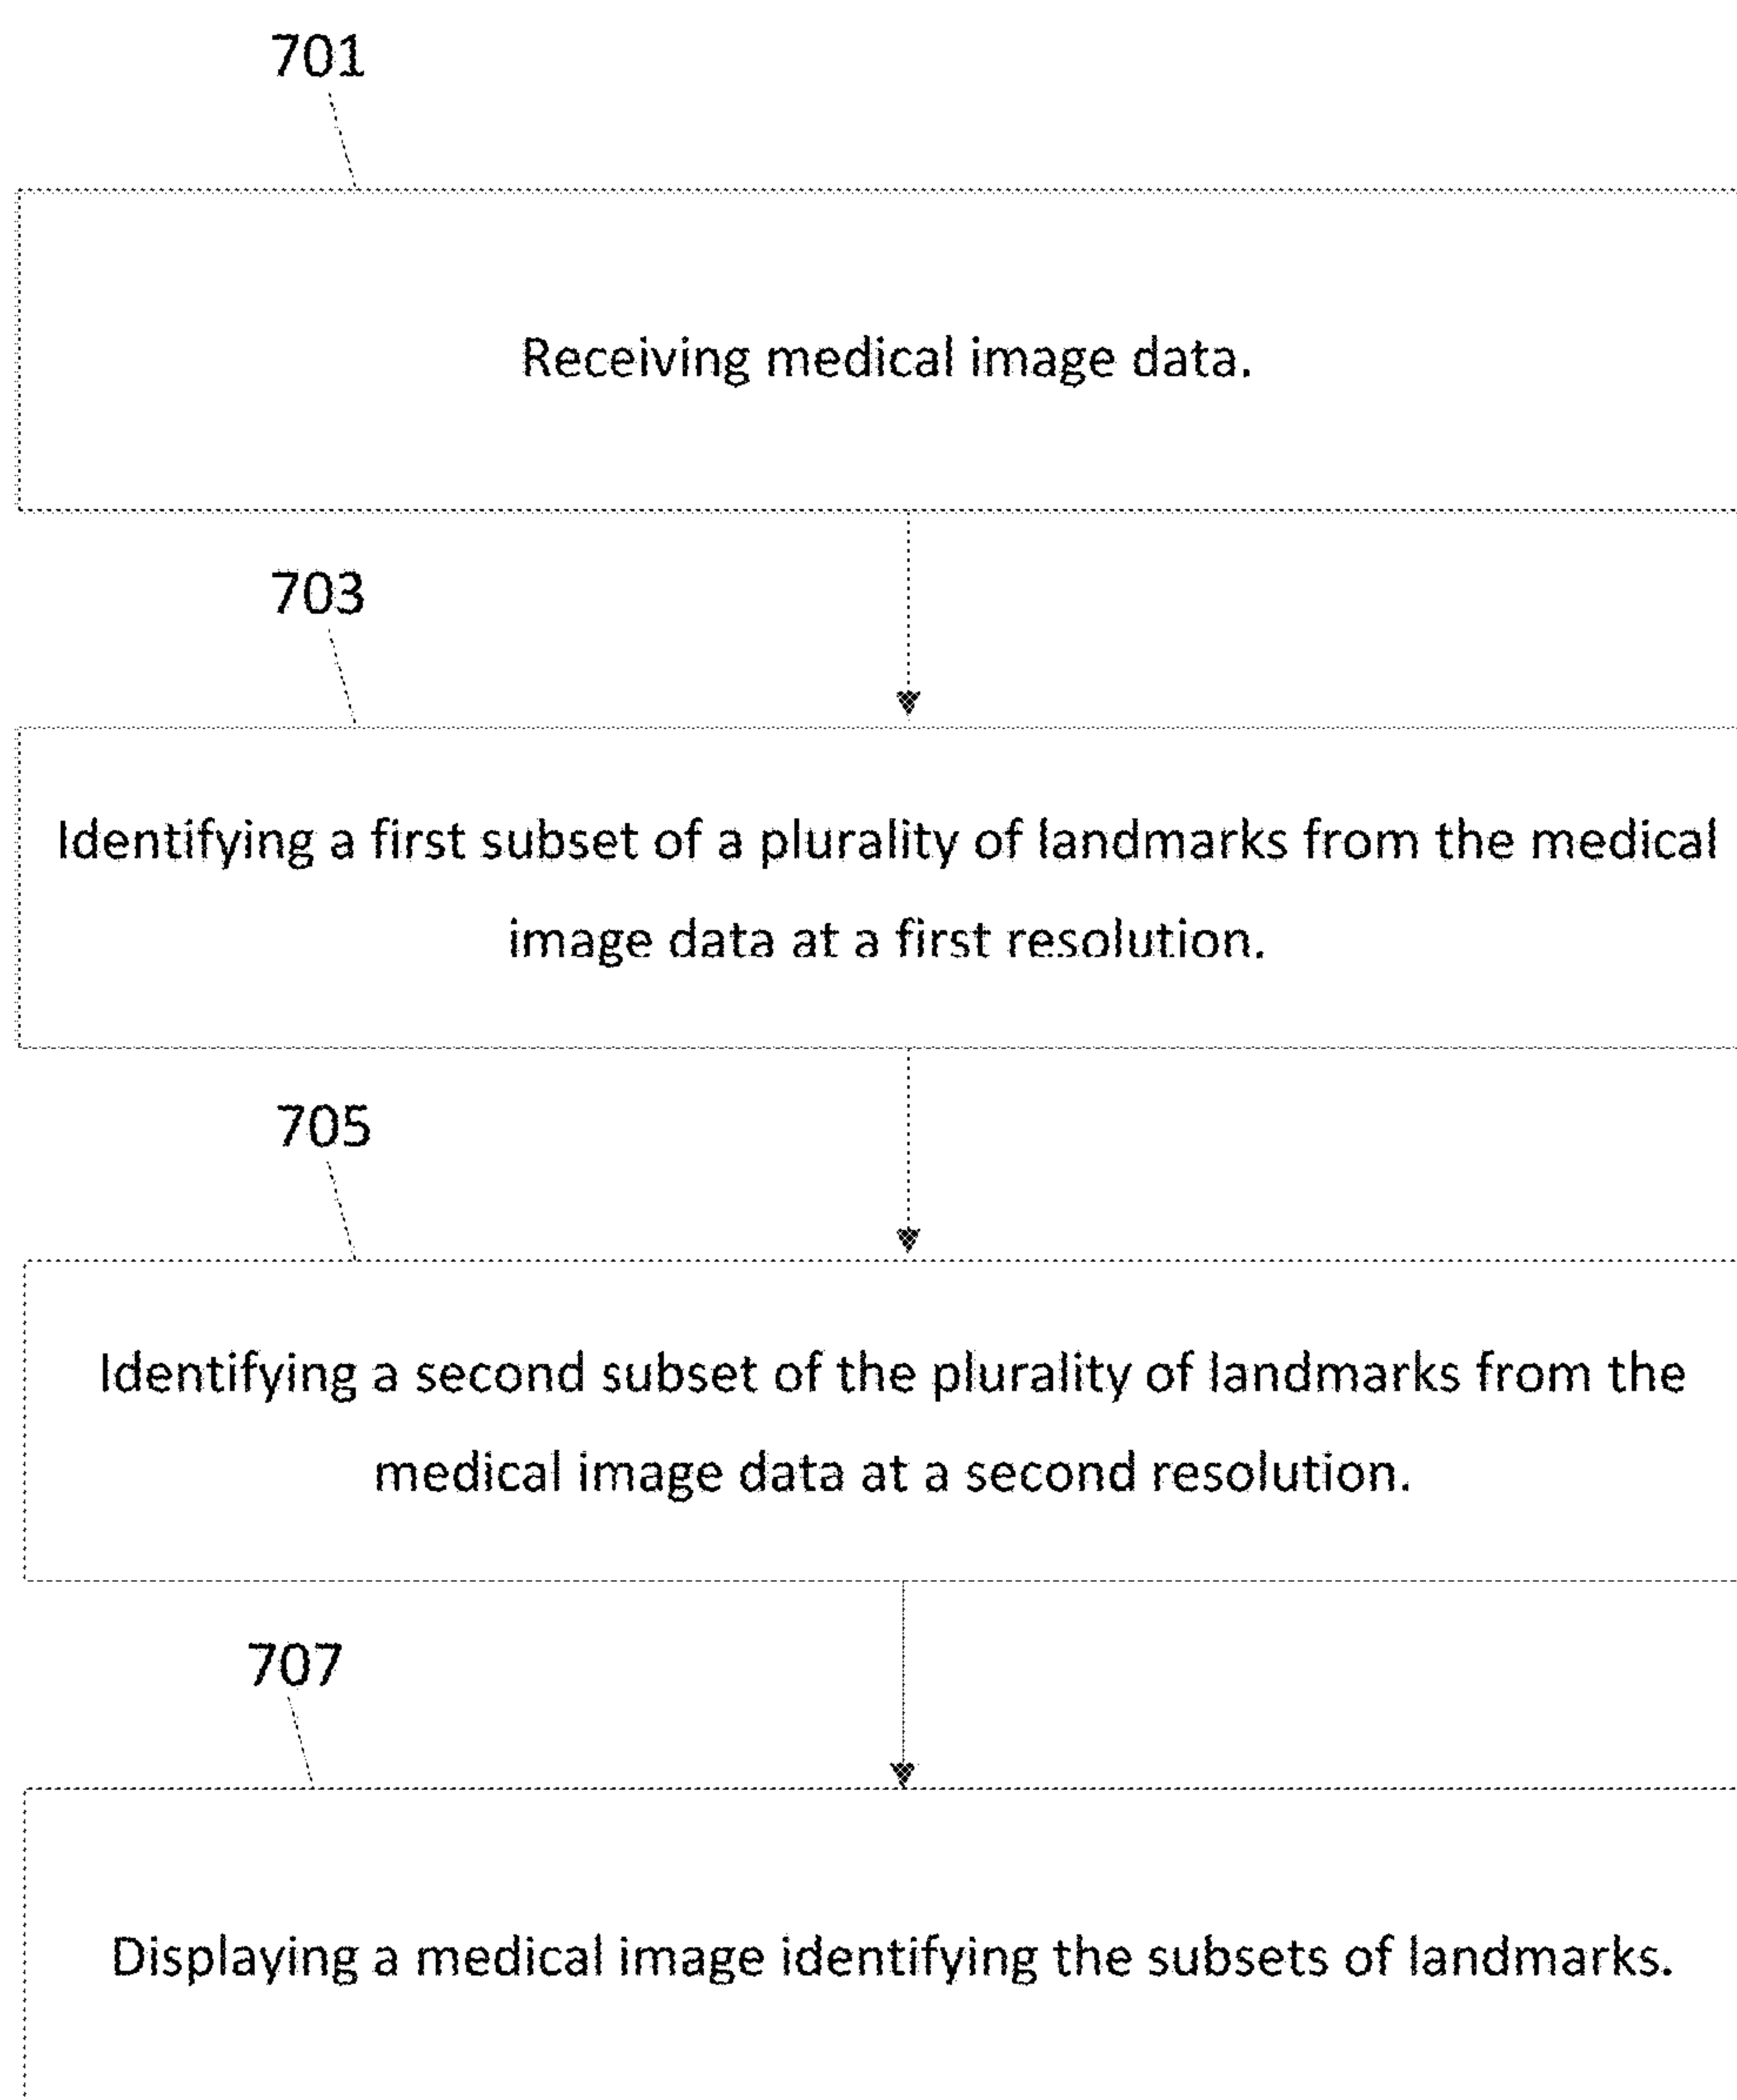 701
Receiving medical image data.
703
Identifying a first subset of a plurality of landmarks from the medical
image data at a first resolution.
705
Identifying a second subset of the plurality of landmarks from the
medical image data at a second resolution.
707
Displaying a medical image identifying the subsets of landmarks.